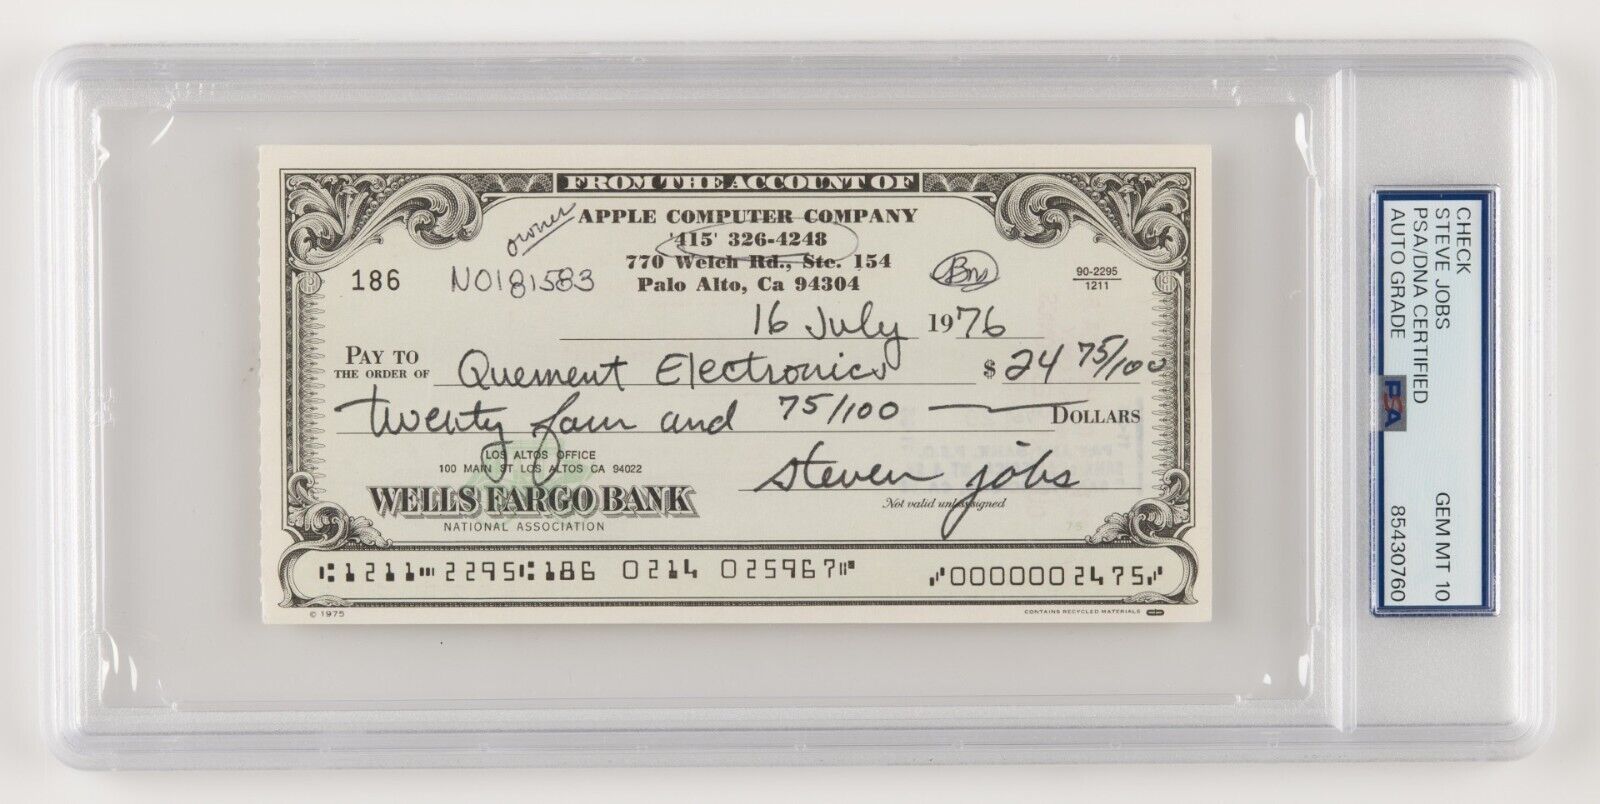 FROM THE ACCOUNT OF
owner
APPLE COMPUTER COMPANY
'415' 326-4248
770 Welch Rd., Ste. 154
Palo Alto, Ca 94304
186
NO181583
90-2295
1211
16 July 1976
PAY TO
THE ORDER OF Quement Electronics $ 24 75/100
twenty four and 75/100 DOLLARS
LOS ALTOS OFFICE
100 MAIN ST LOS ALTOS CA 94022
WELLS FARGO BANK
NATIONAL ASSOCIATION
steven jobs
Not valid unless signed
75
⑆1211⑉2295⑆186 0214 025967⑈ ⑇0000002475⑇
© 1975
CONTAINS RECYCLED MATERIALS
CHECK
STEVE JOBS
PSA/DNA CERTIFIED
AUTO GRADE
GEM MT 10
85430760
PSA